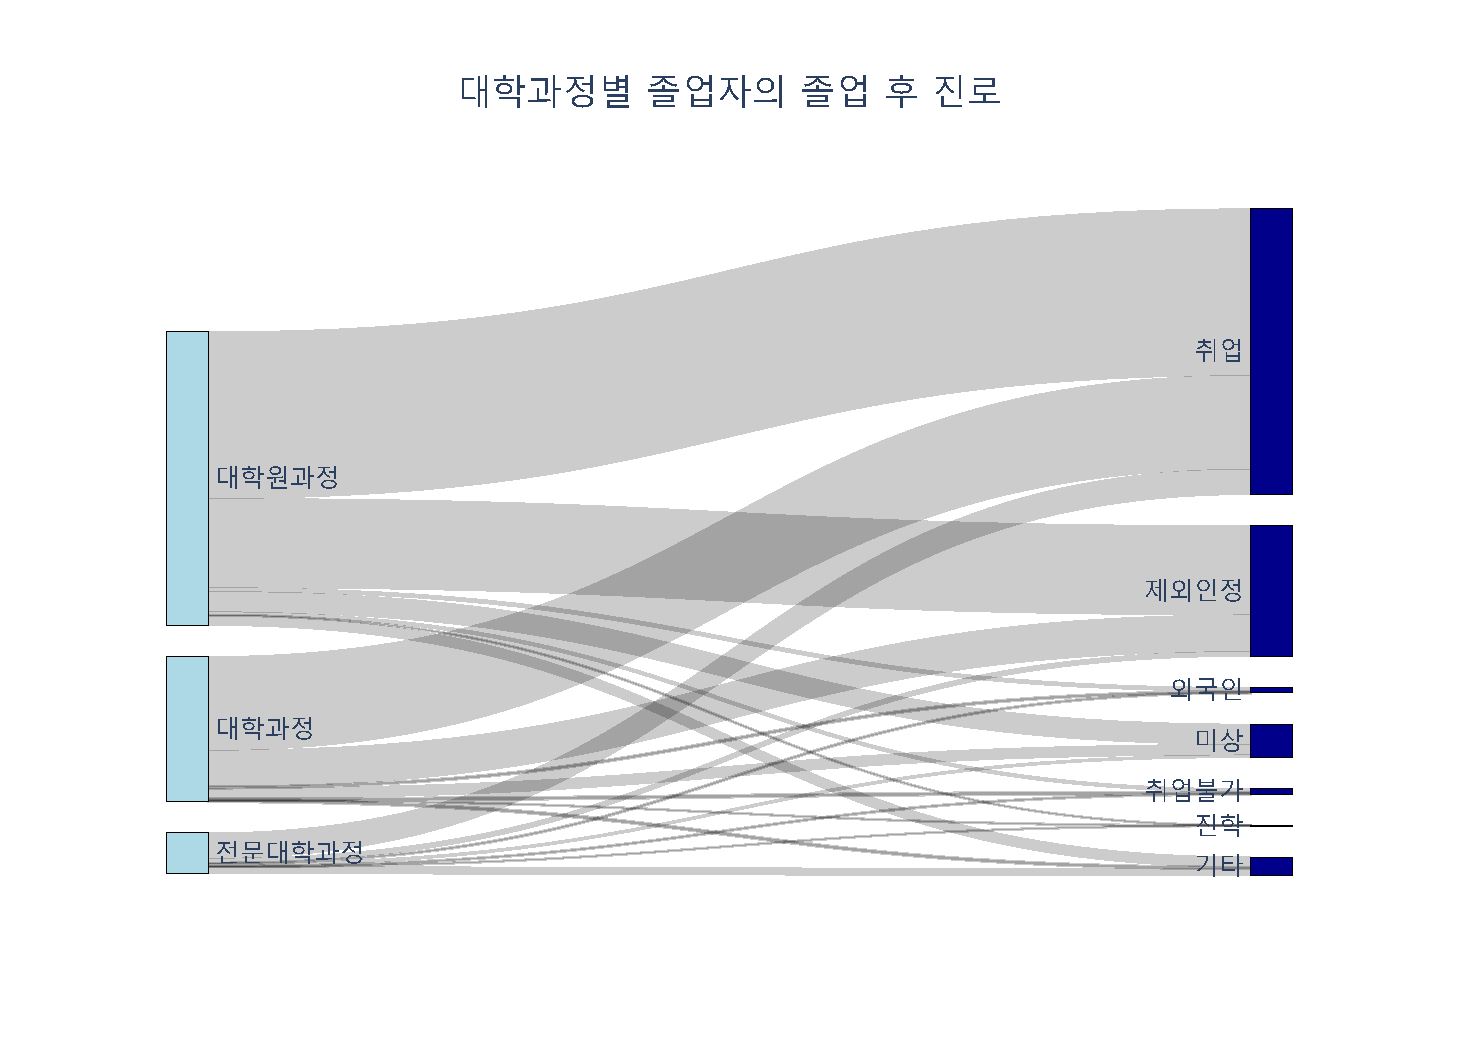 대학과정별 졸업자의 졸업 후 진로
취업
대학원과정
제외인정
외국인
대학과정
미상
취업불가
진학
전문대학과정
기타